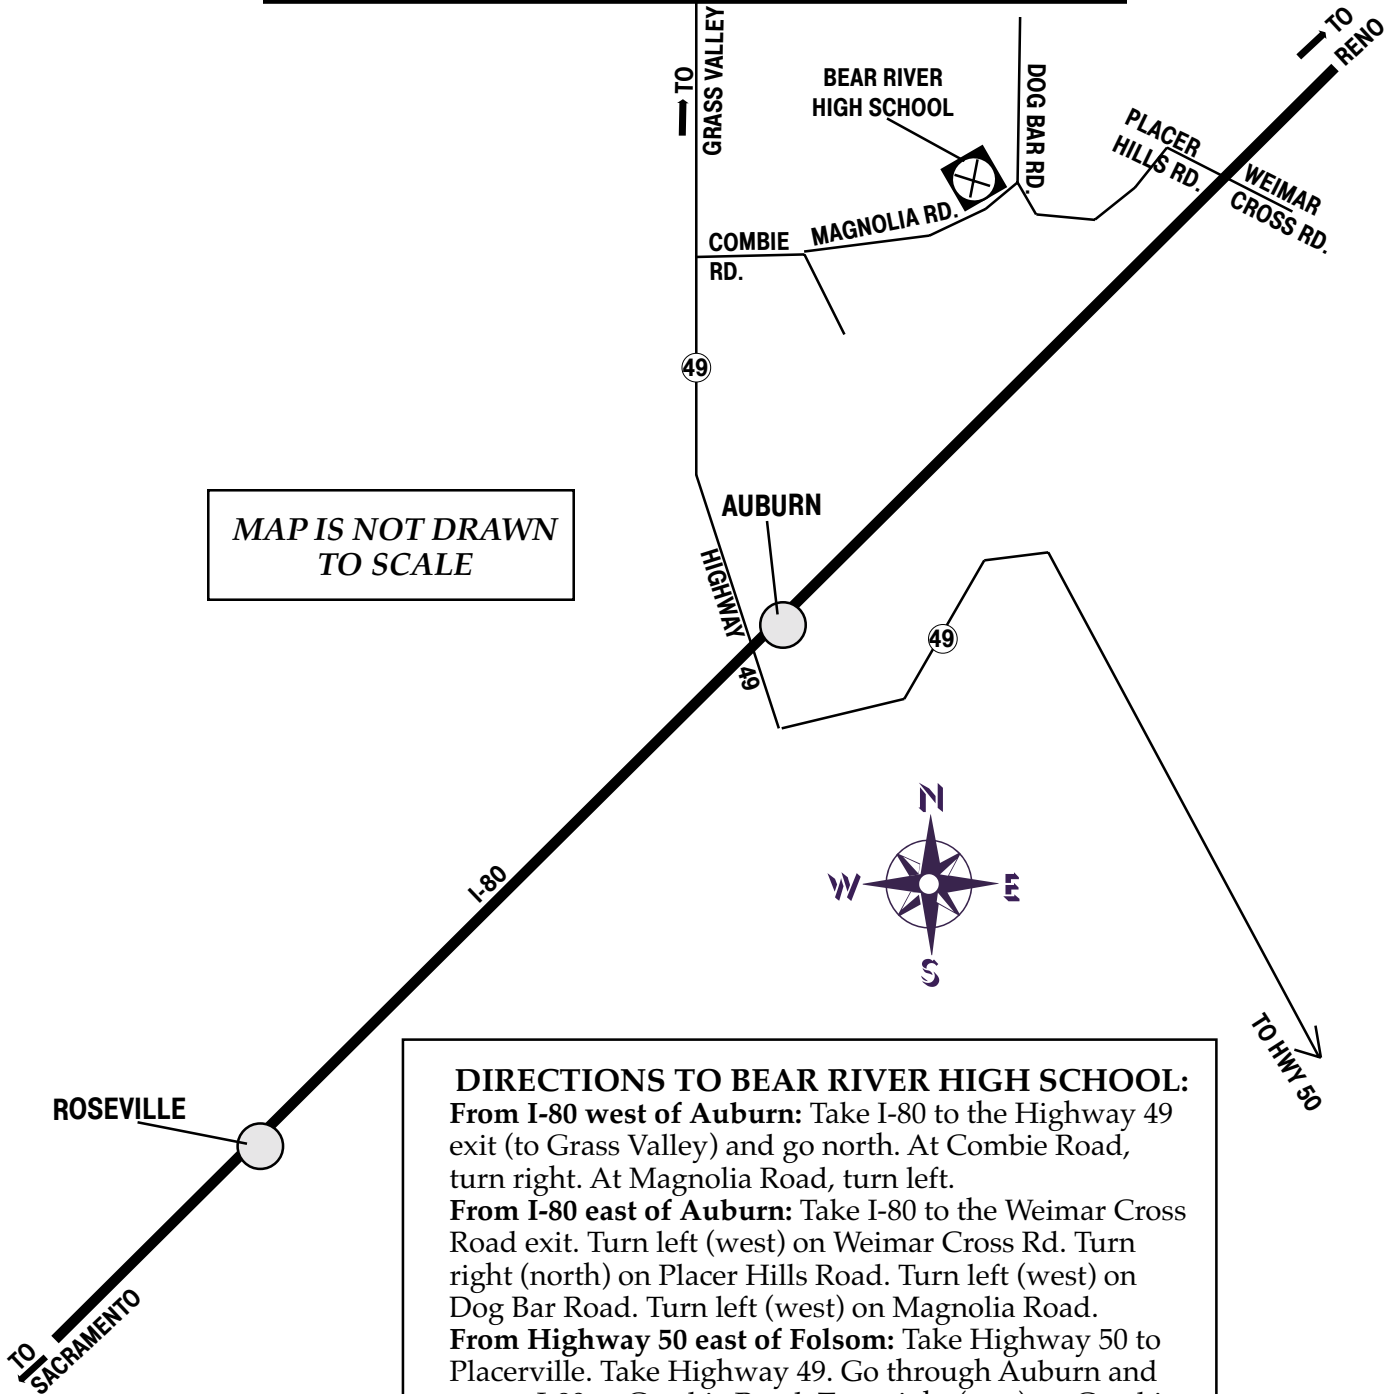 TO
GRASS VALLEY
BEAR RIVER
HIGH SCHOOL
DOG BAR RD.
TO
RENO
PLACER
HILLS RD.
WEIMAR
CROSS RD.
COMBIE
RD.
MAGNOLIA RD.
49
MAP IS NOT DRAWN
TO SCALE
AUBURN
HIGHWAY 49
49
N
W
E
S
I-80
TO HWY 50
ROSEVILLE
TO
SACRAMENTO
DIRECTIONS TO BEAR RIVER HIGH SCHOOL:
From I-80 west of Auburn: Take I-80 to the Highway 49
exit (to Grass Valley) and go north. At Combie Road,
turn right. At Magnolia Road, turn left.
From I-80 east of Auburn: Take I-80 to the Weimar Cross
Road exit. Turn left (west) on Weimar Cross Rd. Turn
right (north) on Placer Hills Road. Turn left (west) on
Dog Bar Road. Turn left (west) on Magnolia Road.
From Highway 50 east of Folsom: Take Highway 50 to
Placerville. Take Highway 49. Go through Auburn and